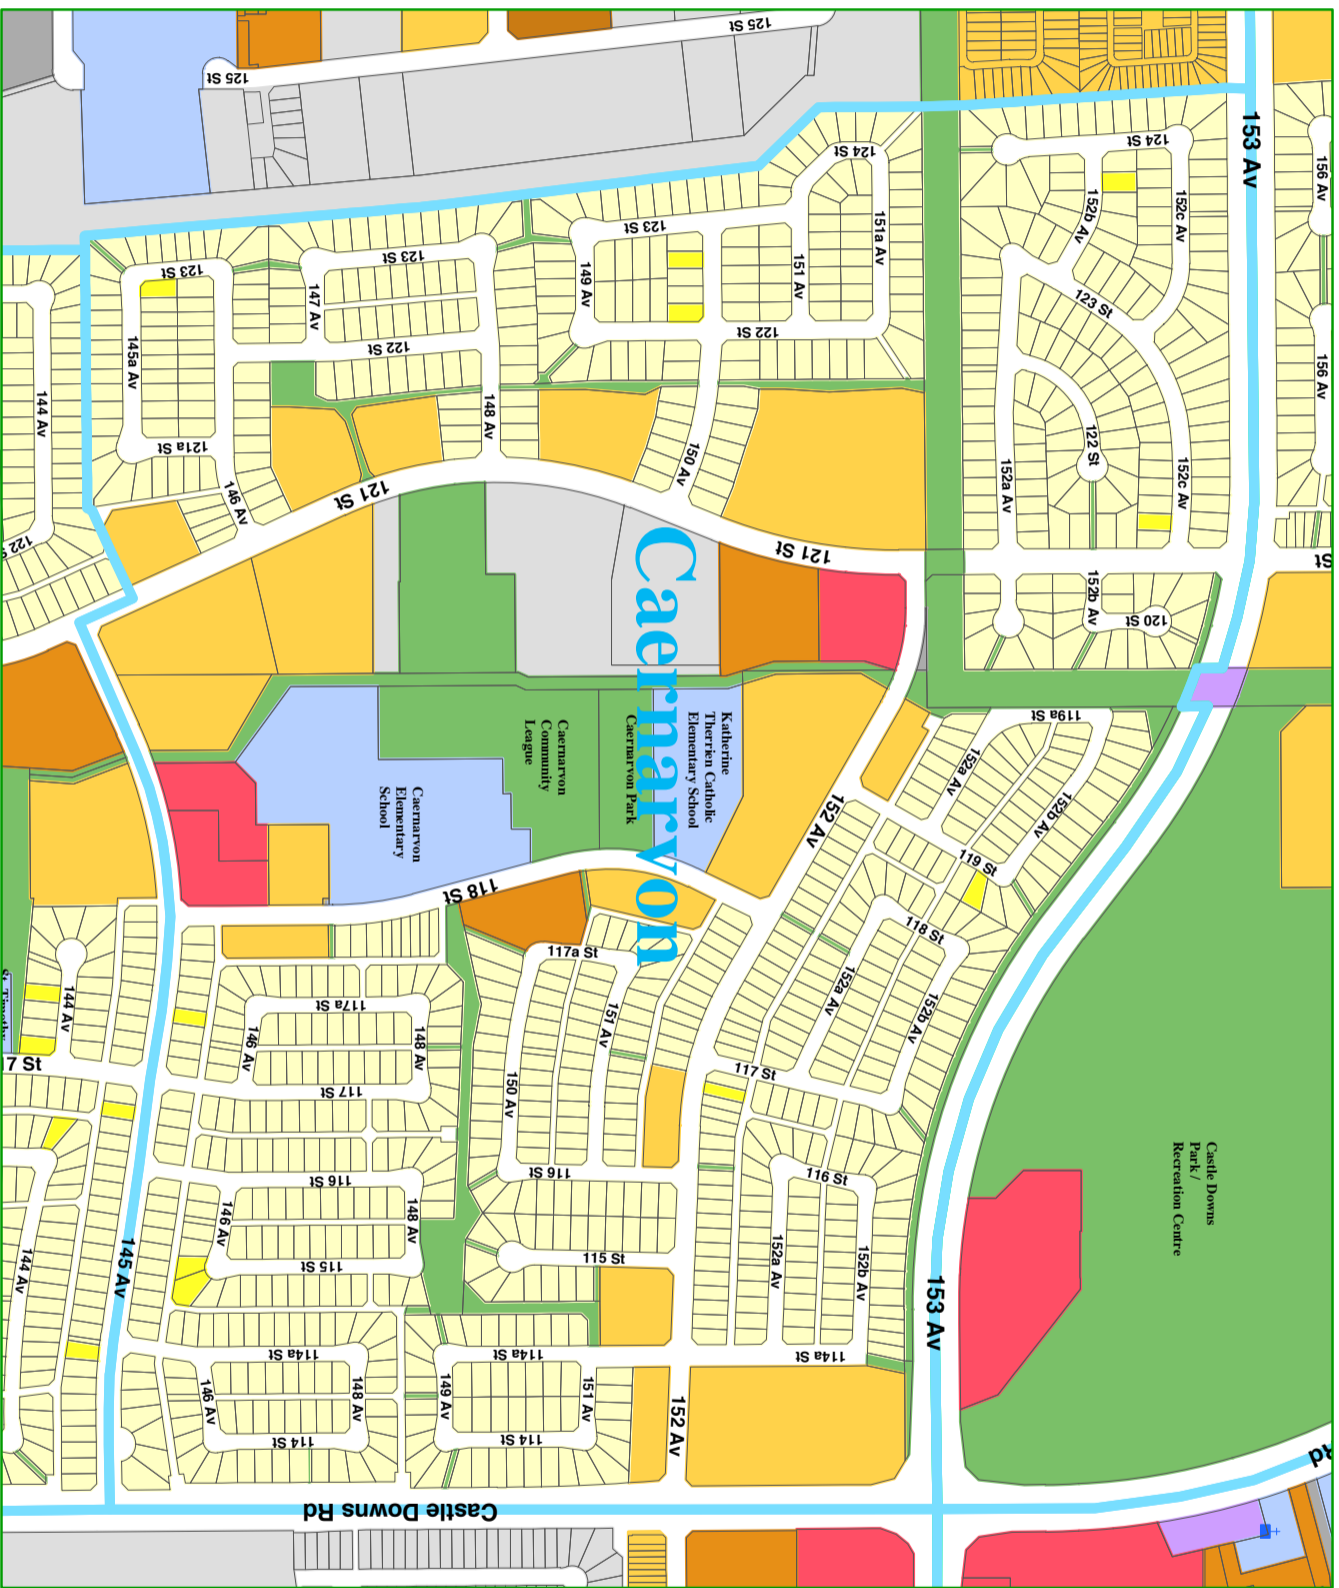 125 St
125 St
153 Av
156 Av
124 St
124 St
152b Av
152c Av
151a Av
123 St
123 St
123 St
149 Av
151 Av
147 Av
145a Av
123 St
122 St
122 St
156 Av
144 Av
148 Av
150 Av
122 St
152a Av
152c Av
121a St
146 Av
121 St
121 St
St
152b Av
120 St
Caernarvon
119a St
Katherine
Therrien Catholic
Elementary School
Caernarvon Park
Caernarvon
Community
League
Caernarvon
Elementary
School
152a Av
152b Av
152 Av
119 St
118 St
118 St
117a St
152a Av
152b Av
151 Av
144 Av
117a St
146 Av
148 Av
St. Timothy
17 St
117 St
117 St
150 Av
116 St
116 St
116 St
Castle Downs
Park /
Recreation Centre
146 Av
148 Av
115 St
115 St
152a Av
152b Av
144 Av
145 Av
153 Av
114a St
114a St
114a St
146 Av
148 Av
149 Av
151 Av
152 Av
114 St
114 St
Rd
Castle Downs Rd